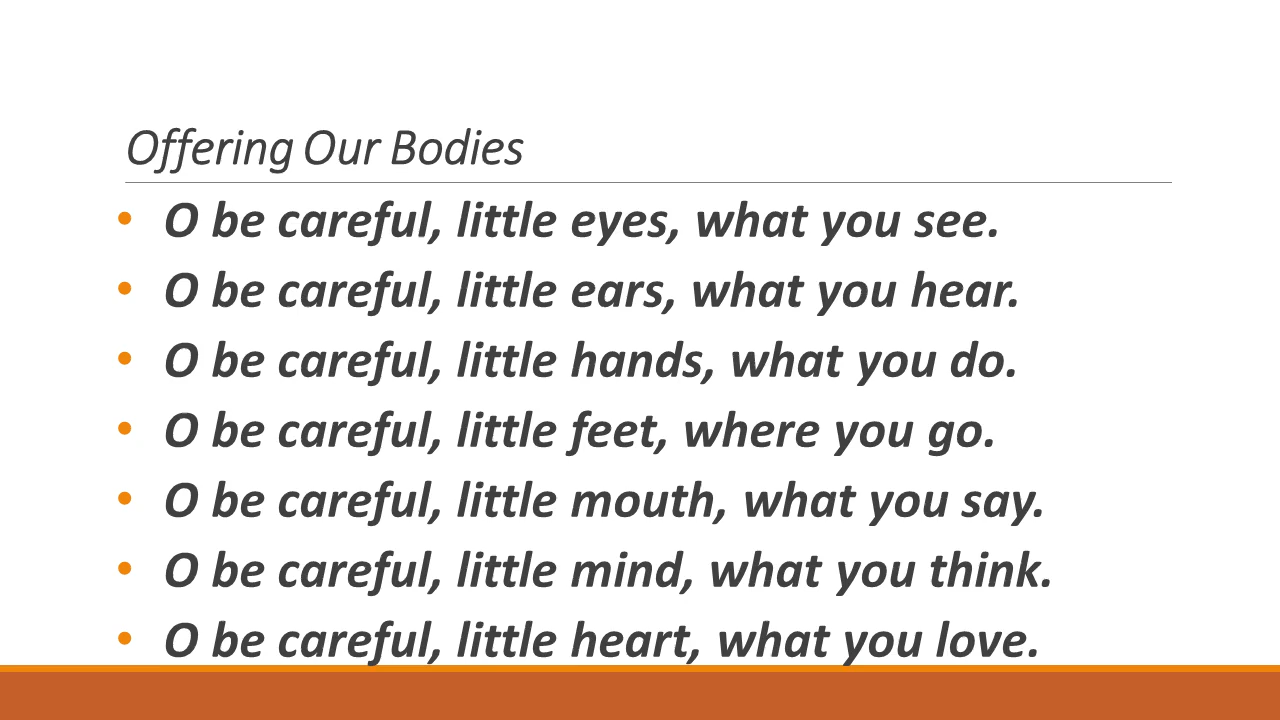 Offering Our Bodies
• O be careful, little eyes, what you see.
• O be careful, little ears, what you hear.
• O be careful, little hands, what you do.
• O be careful, little feet, where you go.
• O be careful, little mouth, what you say.
• O be careful, little mind, what you think.
• O be careful, little heart, what you love.